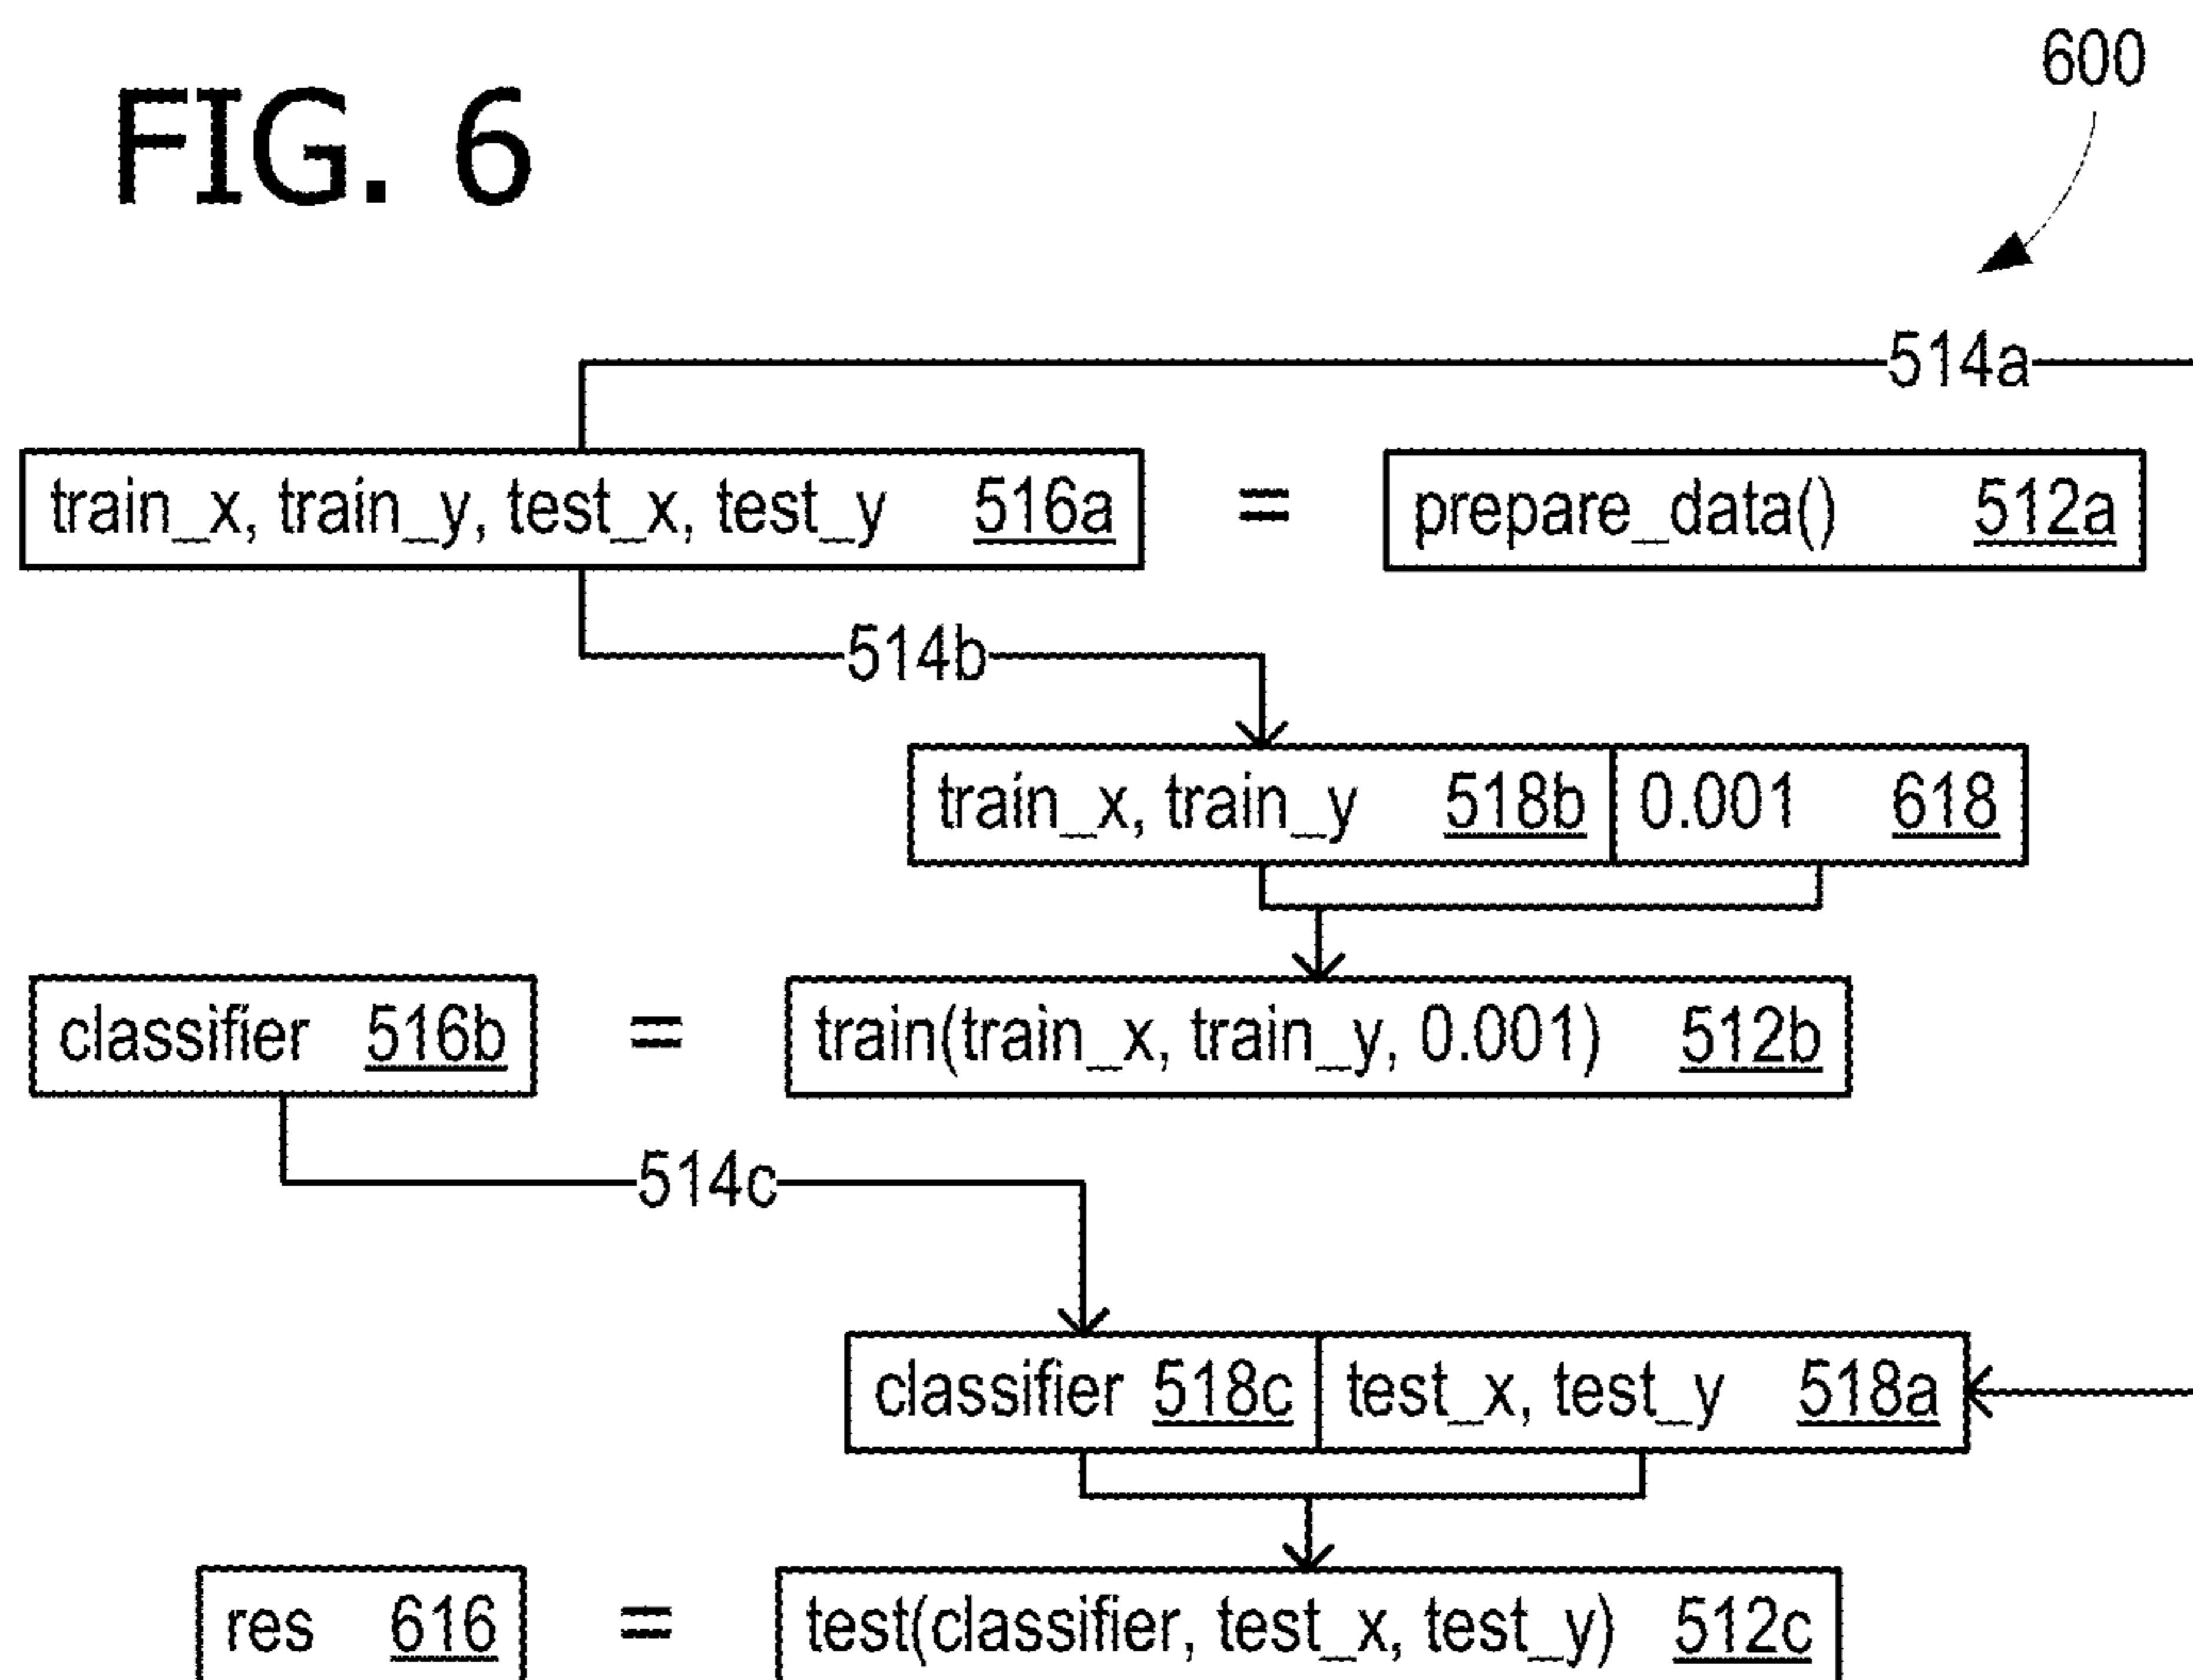 FIG. 6
600
514a
train_x, train_y, test_x, test_y 516a = prepare_data() 512a
514b
train_x, train_y 518b 0.001 618
classifier 516b = train(train_x, train_y, 0.001) 512b
514c
classifier 518c test_x, test_y 518a
res 616 = test(classifier, test_x, test_y) 512c